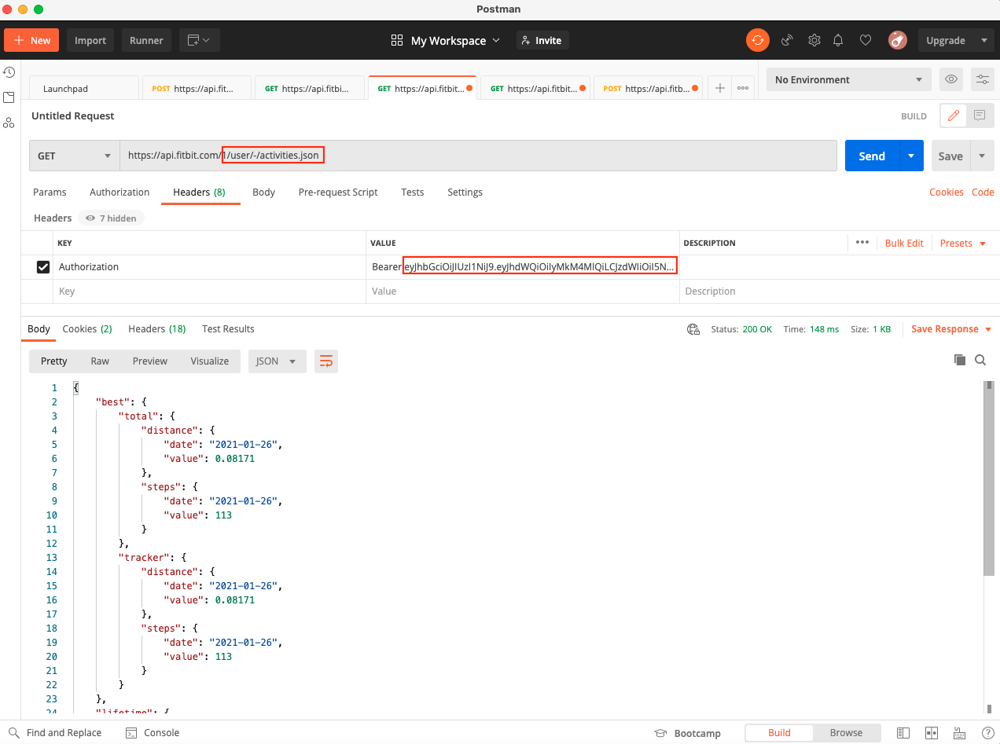 Postman
New Import Runner My Workspace Invite Upgrade
Launchpad POST https://api.fit... GET https://api.fitbi... GET https://api.fitbit... GET https://api.fitbit... POST https://api.fitb... No Environment
Untitled Request BUILD
GET https://api.fitbit.com/1/user/-/activities.json Send Save
Params Authorization Headers (8) Body Pre-request Script Tests Settings Cookies Code
Headers 7 hidden
KEY VALUE DESCRIPTION ••• Bulk Edit Presets
Authorization Bearer eyJhbGciOiJIUzI1NiJ9.eyJhdWQiOiIyMkM4MlQiLCJzdWIiOiI5N...
Key Value Description
Body Cookies (2) Headers (18) Test Results Status: 200 OK Time: 148 ms Size: 1 KB Save Response
Pretty Raw Preview Visualize JSON
1 {
2 "best": {
3 "total": {
4 "distance": {
5 "date": "2021-01-26",
6 "value": 0.08171
7 },
8 "steps": {
9 "date": "2021-01-26",
10 "value": 113
11 }
12 },
13 "tracker": {
14 "distance": {
15 "date": "2021-01-26",
16 "value": 0.08171
17 },
18 "steps": {
19 "date": "2021-01-26",
20 "value": 113
21 }
22 }
23 },
24 "lifetime": {
Find and Replace Console Bootcamp Build Browse